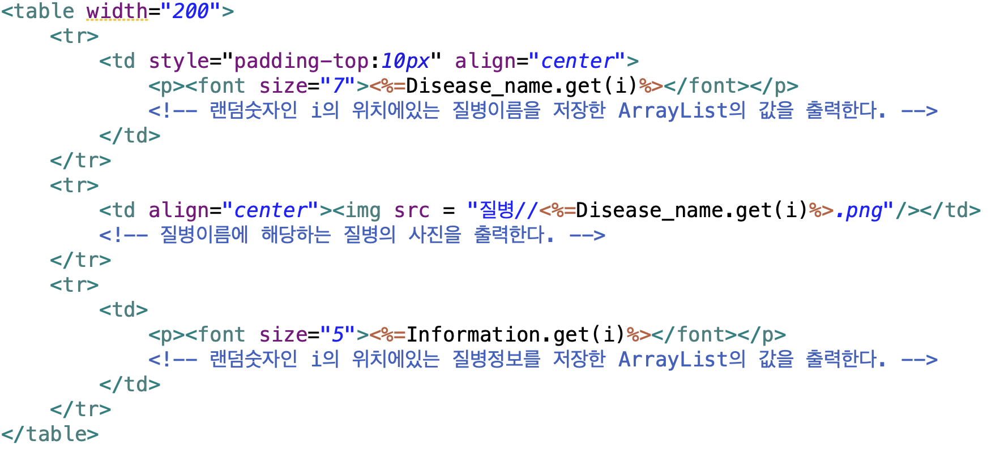 <table width="200">
<tr>
<td style="padding-top:10px" align="center">
<p><font size="7"><%=Disease_name.get(i)%></font></p>
<!-- 랜덤숫자인 i의 위치에있는 질병이름을 저장한 ArrayList의 값을 출력한다. -->
</td>
</tr>
<tr>
<td align="center"><img src = "질병//<%=Disease_name.get(i)%>.png"/></td>
<!-- 질병이름에 해당하는 질병의 사진을 출력한다. -->
</tr>
<tr>
<td>
<p><font size="5"><%=Information.get(i)%></font></p>
<!-- 랜덤숫자인 i의 위치에있는 질병정보를 저장한 ArrayList의 값을 출력한다. -->
</td>
</tr>
</table>